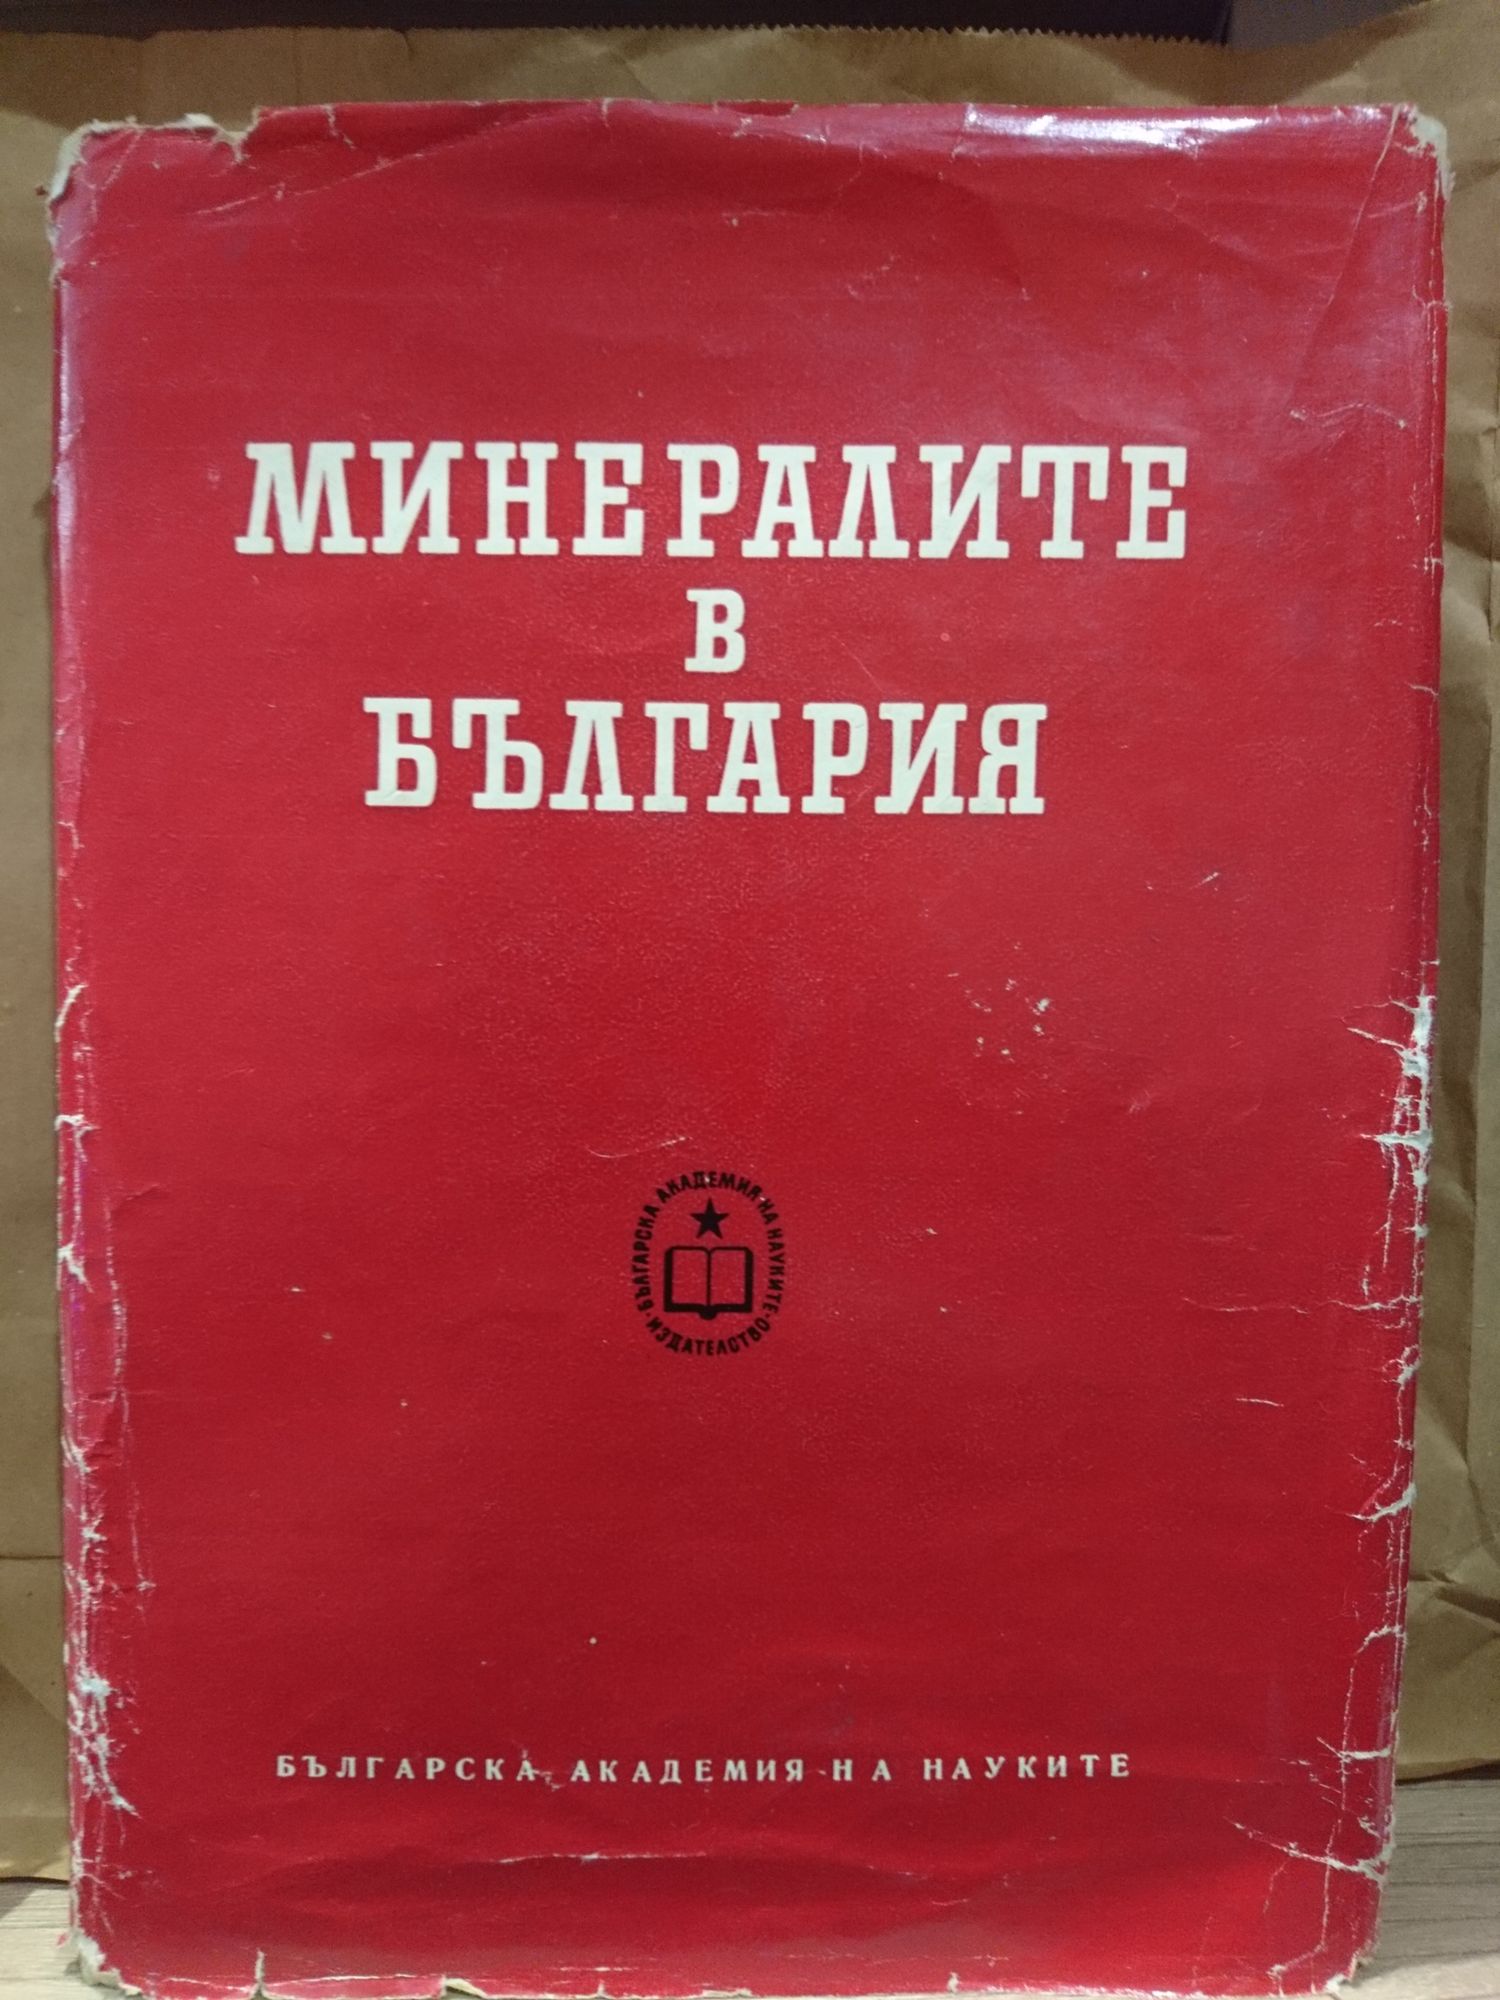 МИНЕРАЛИТЕ
В
БЪЛГАРИЯ
БЪЛГАРСКА АКАДЕМИЯ НА НАУКИТЕ
ИЗДАТЕЛСТВО
БЪЛГАРСКА АКАДЕМИЯ НА НАУКИТЕ